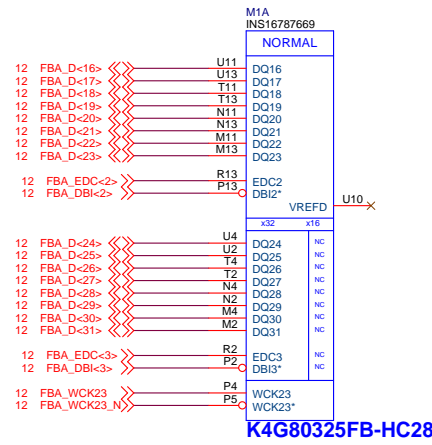 M1A
INS16787669
NORMAL
12 FBA_D<16> U11 DQ16
12 FBA_D<17> U13 DQ17
12 FBA_D<18> T11 DQ18
12 FBA_D<19> T13 DQ19
12 FBA_D<20> N11 DQ20
12 FBA_D<21> N13 DQ21
12 FBA_D<22> M11 DQ22
12 FBA_D<23> M13 DQ23
12 FBA_EDC<2> R13 EDC2
12 FBA_DBI<2> P13 DBI2*
VREFD U10
x32 x16
12 FBA_D<24> U4 DQ24 NC
12 FBA_D<25> U2 DQ25 NC
12 FBA_D<26> T4 DQ26 NC
12 FBA_D<27> T2 DQ27 NC
12 FBA_D<28> N4 DQ28 NC
12 FBA_D<29> N2 DQ29 NC
12 FBA_D<30> M4 DQ30 NC
12 FBA_D<31> M2 DQ31 NC
12 FBA_EDC<3> R2 EDC3 NC
12 FBA_DBI<3> P2 DBI3* NC
12 FBA_WCK23 P4 WCK23
12 FBA_WCK23_N P5 WCK23*
K4G80325FB-HC28